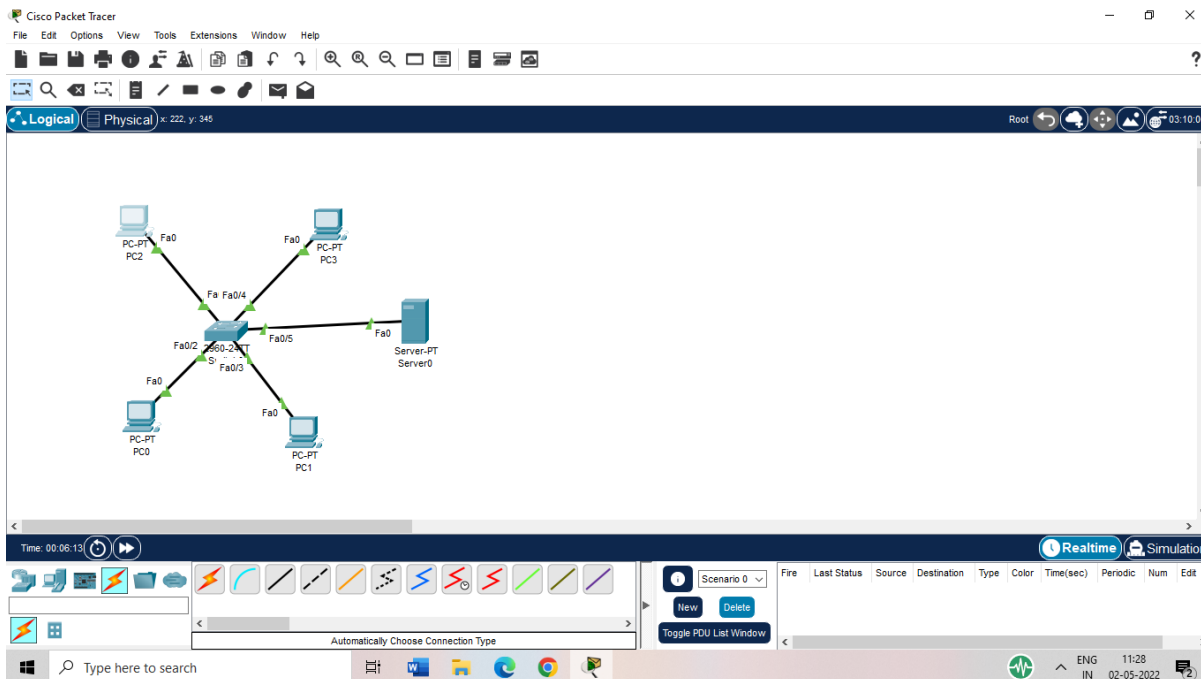 Cisco Packet Tracer
File Edit Options View Tools Extensions Window Help
?
Logical Physical x: 222, y: 345 Root 03:10:0
PC-PT Fa0
PC2
Fa0 PC-PT
PC3
Fa Fa0/4
Fa0/5 Fa0
Server-PT
Server0
Fa0/2 2960-24TT
Fa0/3
Fa0
PC-PT
PC0
Fa0
PC-PT
PC1
Time: 00:06:13 Realtime Simulation
Scenario 0
New Delete
Toggle PDU List Window
Fire Last Status Source Destination Type Color Time(sec) Periodic Num Edit
Automatically Choose Connection Type
Type here to search
ENG
IN
11:28
02-05-2022
2